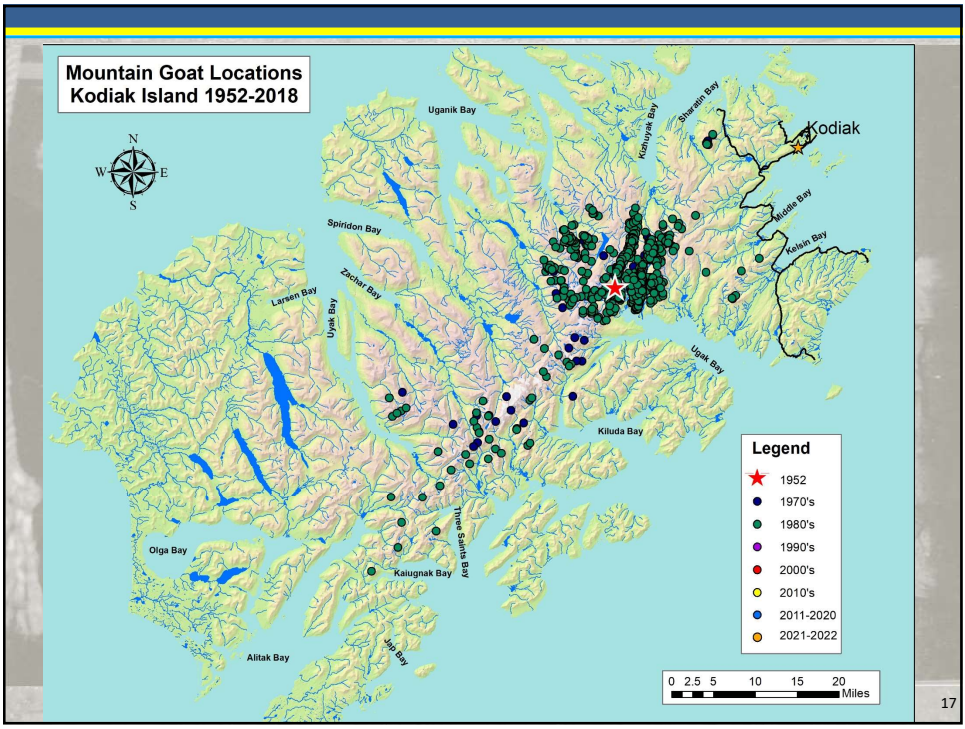 Mountain Goat Locations
Kodiak Island 1952-2018
N
W
E
S
Uganik Bay
Kizhuyak Bay
Sharatin Bay
Kodiak
Middle Bay
Kelsin Bay
Spiridon Bay
Zachar Bay
Larsen Bay
Uyak Bay
Ugak Bay
Kiluda Bay
Three Saints Bay
Olga Bay
Kaiugnak Bay
Alitak Bay
Jap Bay
Legend
1952
1970's
1980's
1990's
2000's
2010's
2011-2020
2021-2022
0 2.5 5 10 15 20
Miles
17